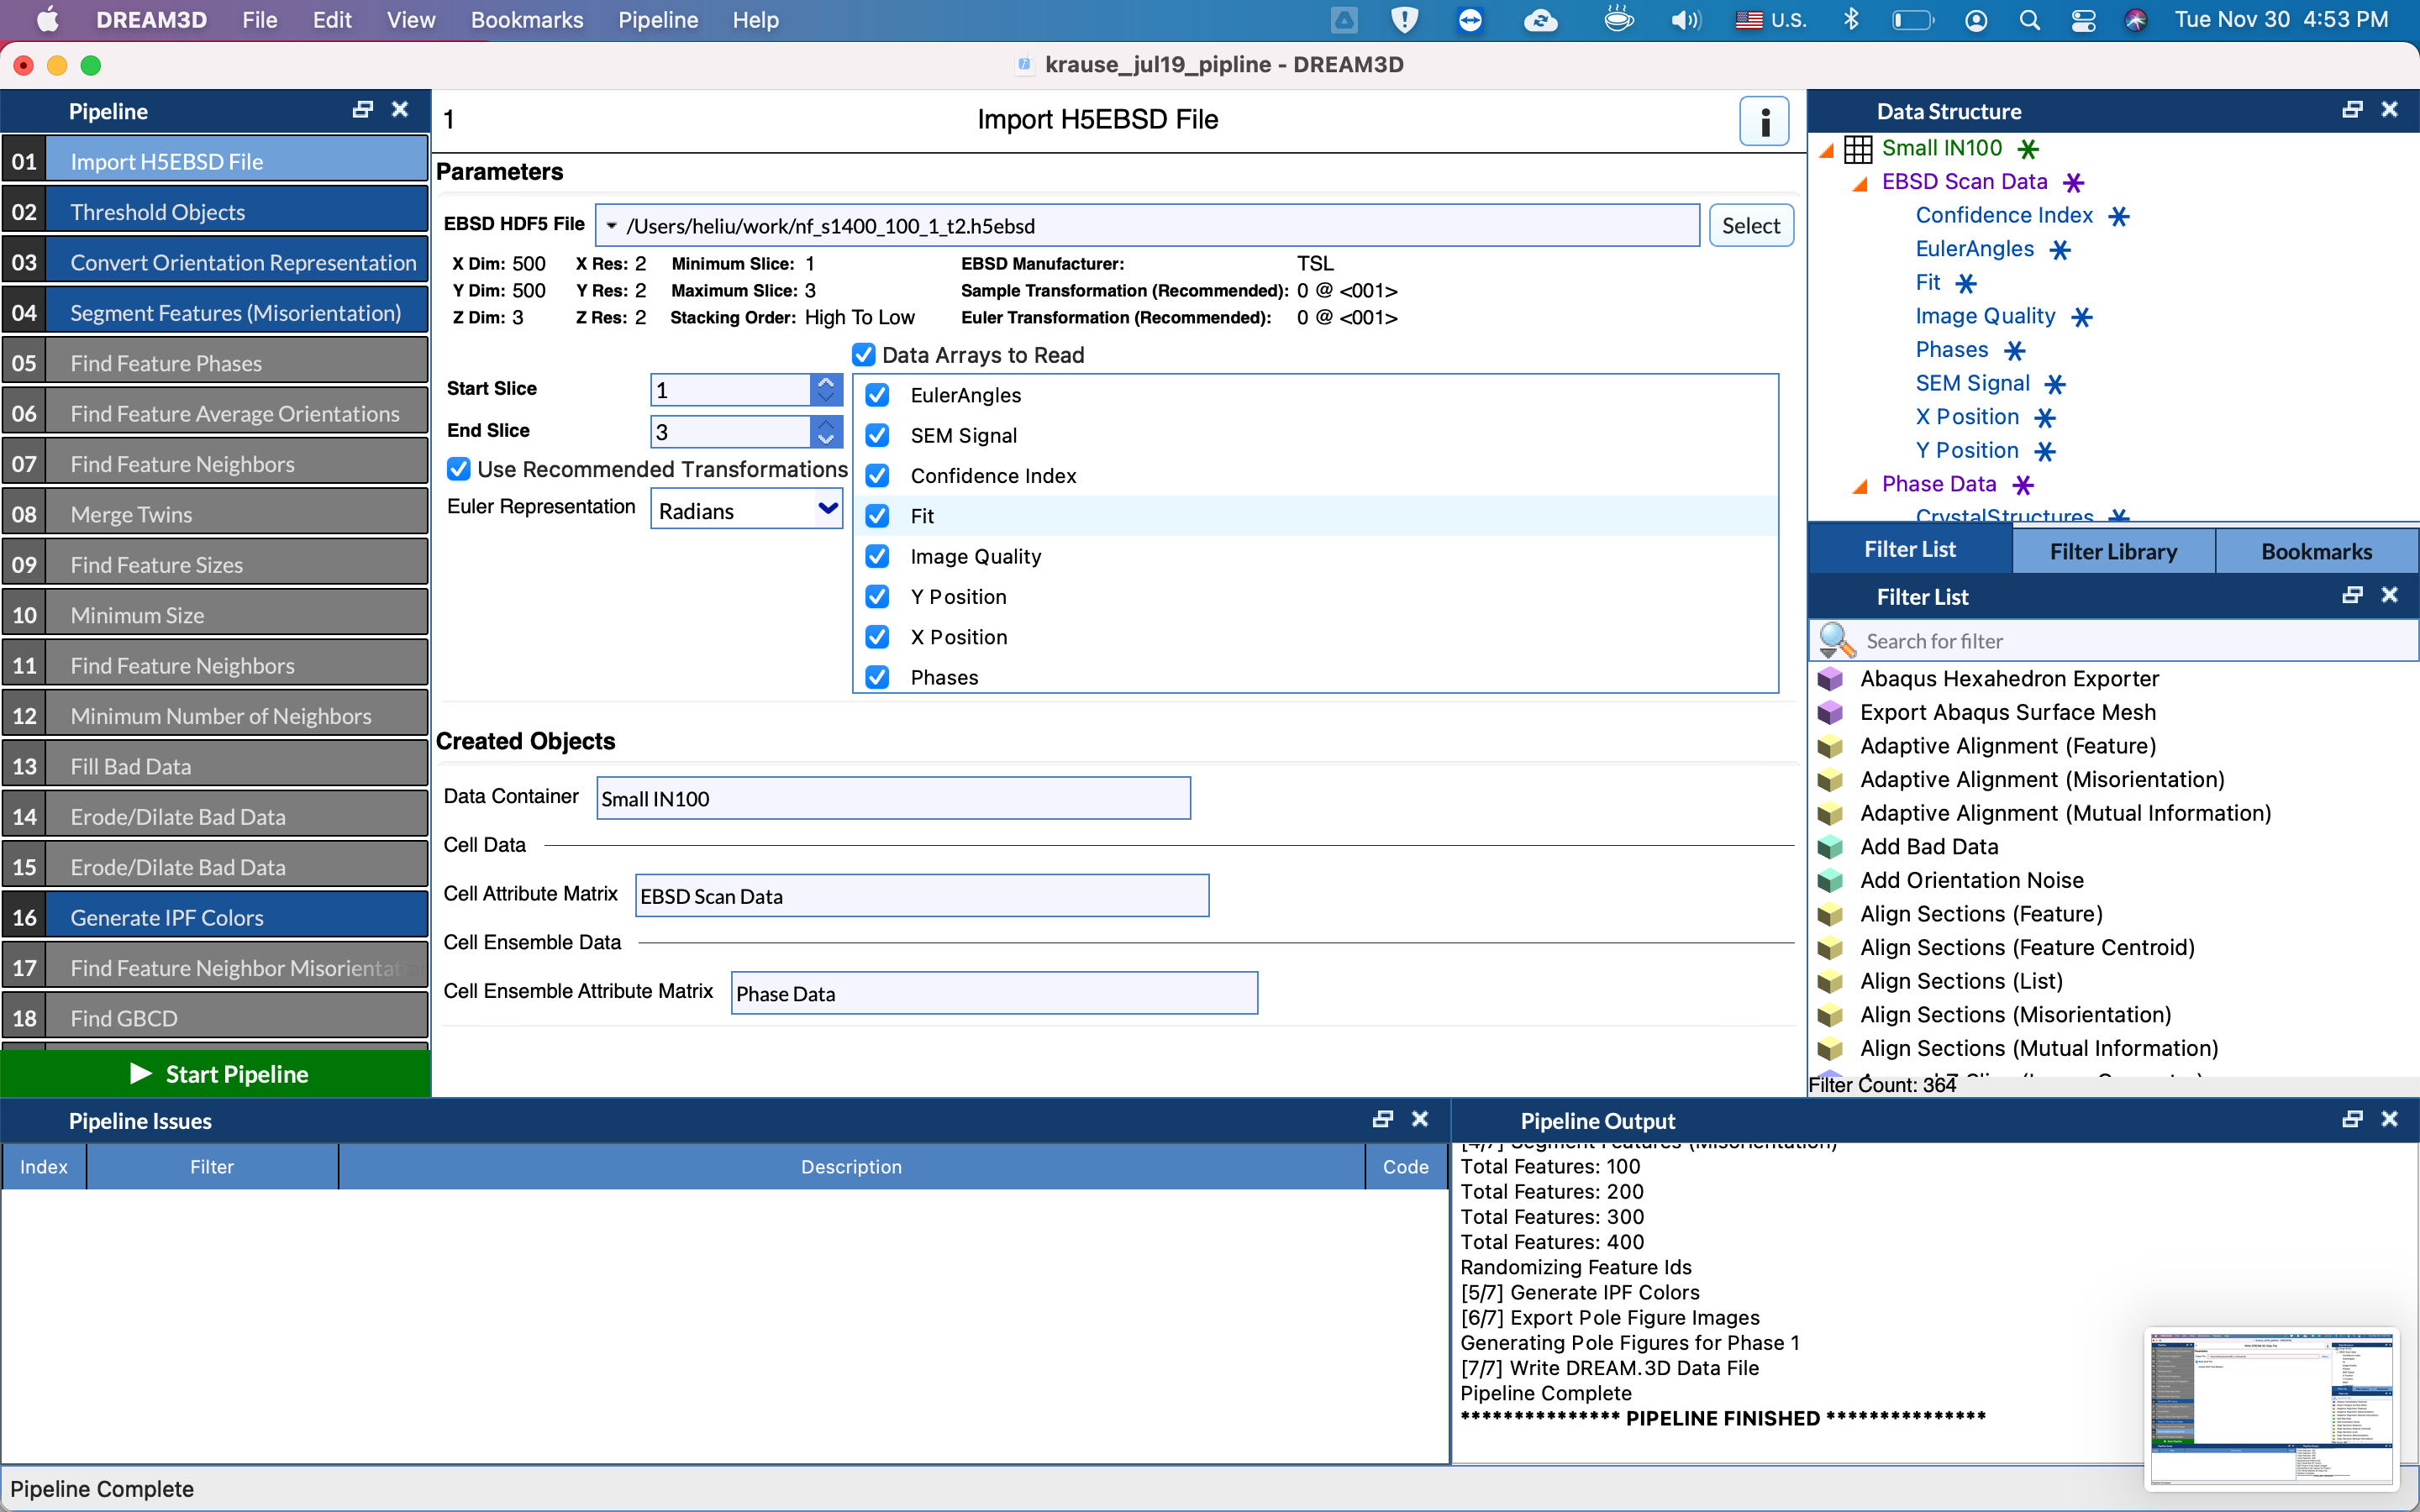 DREAM3D File Edit View Bookmarks Pipeline Help U.S. Tue Nov 30 4:53 PM
krause_jul19_pipline - DREAM3D
Pipeline
01 Import H5EBSD File
02 Threshold Objects
03 Convert Orientation Representation
04 Segment Features (Misorientation)
05 Find Feature Phases
06 Find Feature Average Orientations
07 Find Feature Neighbors
08 Merge Twins
09 Find Feature Sizes
10 Minimum Size
11 Find Feature Neighbors
12 Minimum Number of Neighbors
13 Fill Bad Data
14 Erode/Dilate Bad Data
15 Erode/Dilate Bad Data
16 Generate IPF Colors
17 Find Feature Neighbor Misorientati
18 Find GBCD
Start Pipeline
1 Import H5EBSD File i
Parameters
EBSD HDF5 File /Users/heliu/work/nf_s1400_100_1_t2.h5ebsd Select
X Dim: 500 X Res: 2 Minimum Slice: 1 EBSD Manufacturer: TSL
Y Dim: 500 Y Res: 2 Maximum Slice: 3 Sample Transformation (Recommended): 0 @ <001>
Z Dim: 3 Z Res: 2 Stacking Order: High To Low Euler Transformation (Recommended): 0 @ <001>
Data Arrays to Read
Start Slice 1
End Slice 3
Use Recommended Transformations
Euler Representation Radians
EulerAngles
SEM Signal
Confidence Index
Fit
Image Quality
Y Position
X Position
Phases
Created Objects
Data Container Small IN100
Cell Data
Cell Attribute Matrix EBSD Scan Data
Cell Ensemble Data
Cell Ensemble Attribute Matrix Phase Data
Data Structure
Small IN100
EBSD Scan Data
Confidence Index
EulerAngles
Fit
Image Quality
Phases
SEM Signal
X Position
Y Position
Phase Data
CrystalStructures
Filter List Filter Library Bookmarks
Filter List
Search for filter
Abaqus Hexahedron Exporter
Export Abaqus Surface Mesh
Adaptive Alignment (Feature)
Adaptive Alignment (Misorientation)
Adaptive Alignment (Mutual Information)
Add Bad Data
Add Orientation Noise
Align Sections (Feature)
Align Sections (Feature Centroid)
Align Sections (List)
Align Sections (Misorientation)
Align Sections (Mutual Information)
Filter Count: 364
Pipeline Issues
Index Filter Description Code
Pipeline Output
[4/7] Segment Features (Misorientation)
Total Features: 100
Total Features: 200
Total Features: 300
Total Features: 400
Randomizing Feature Ids
[5/7] Generate IPF Colors
[6/7] Export Pole Figure Images
Generating Pole Figures for Phase 1
[7/7] Write DREAM.3D Data File
Pipeline Complete
*************** PIPELINE FINISHED ***************
Pipeline Complete